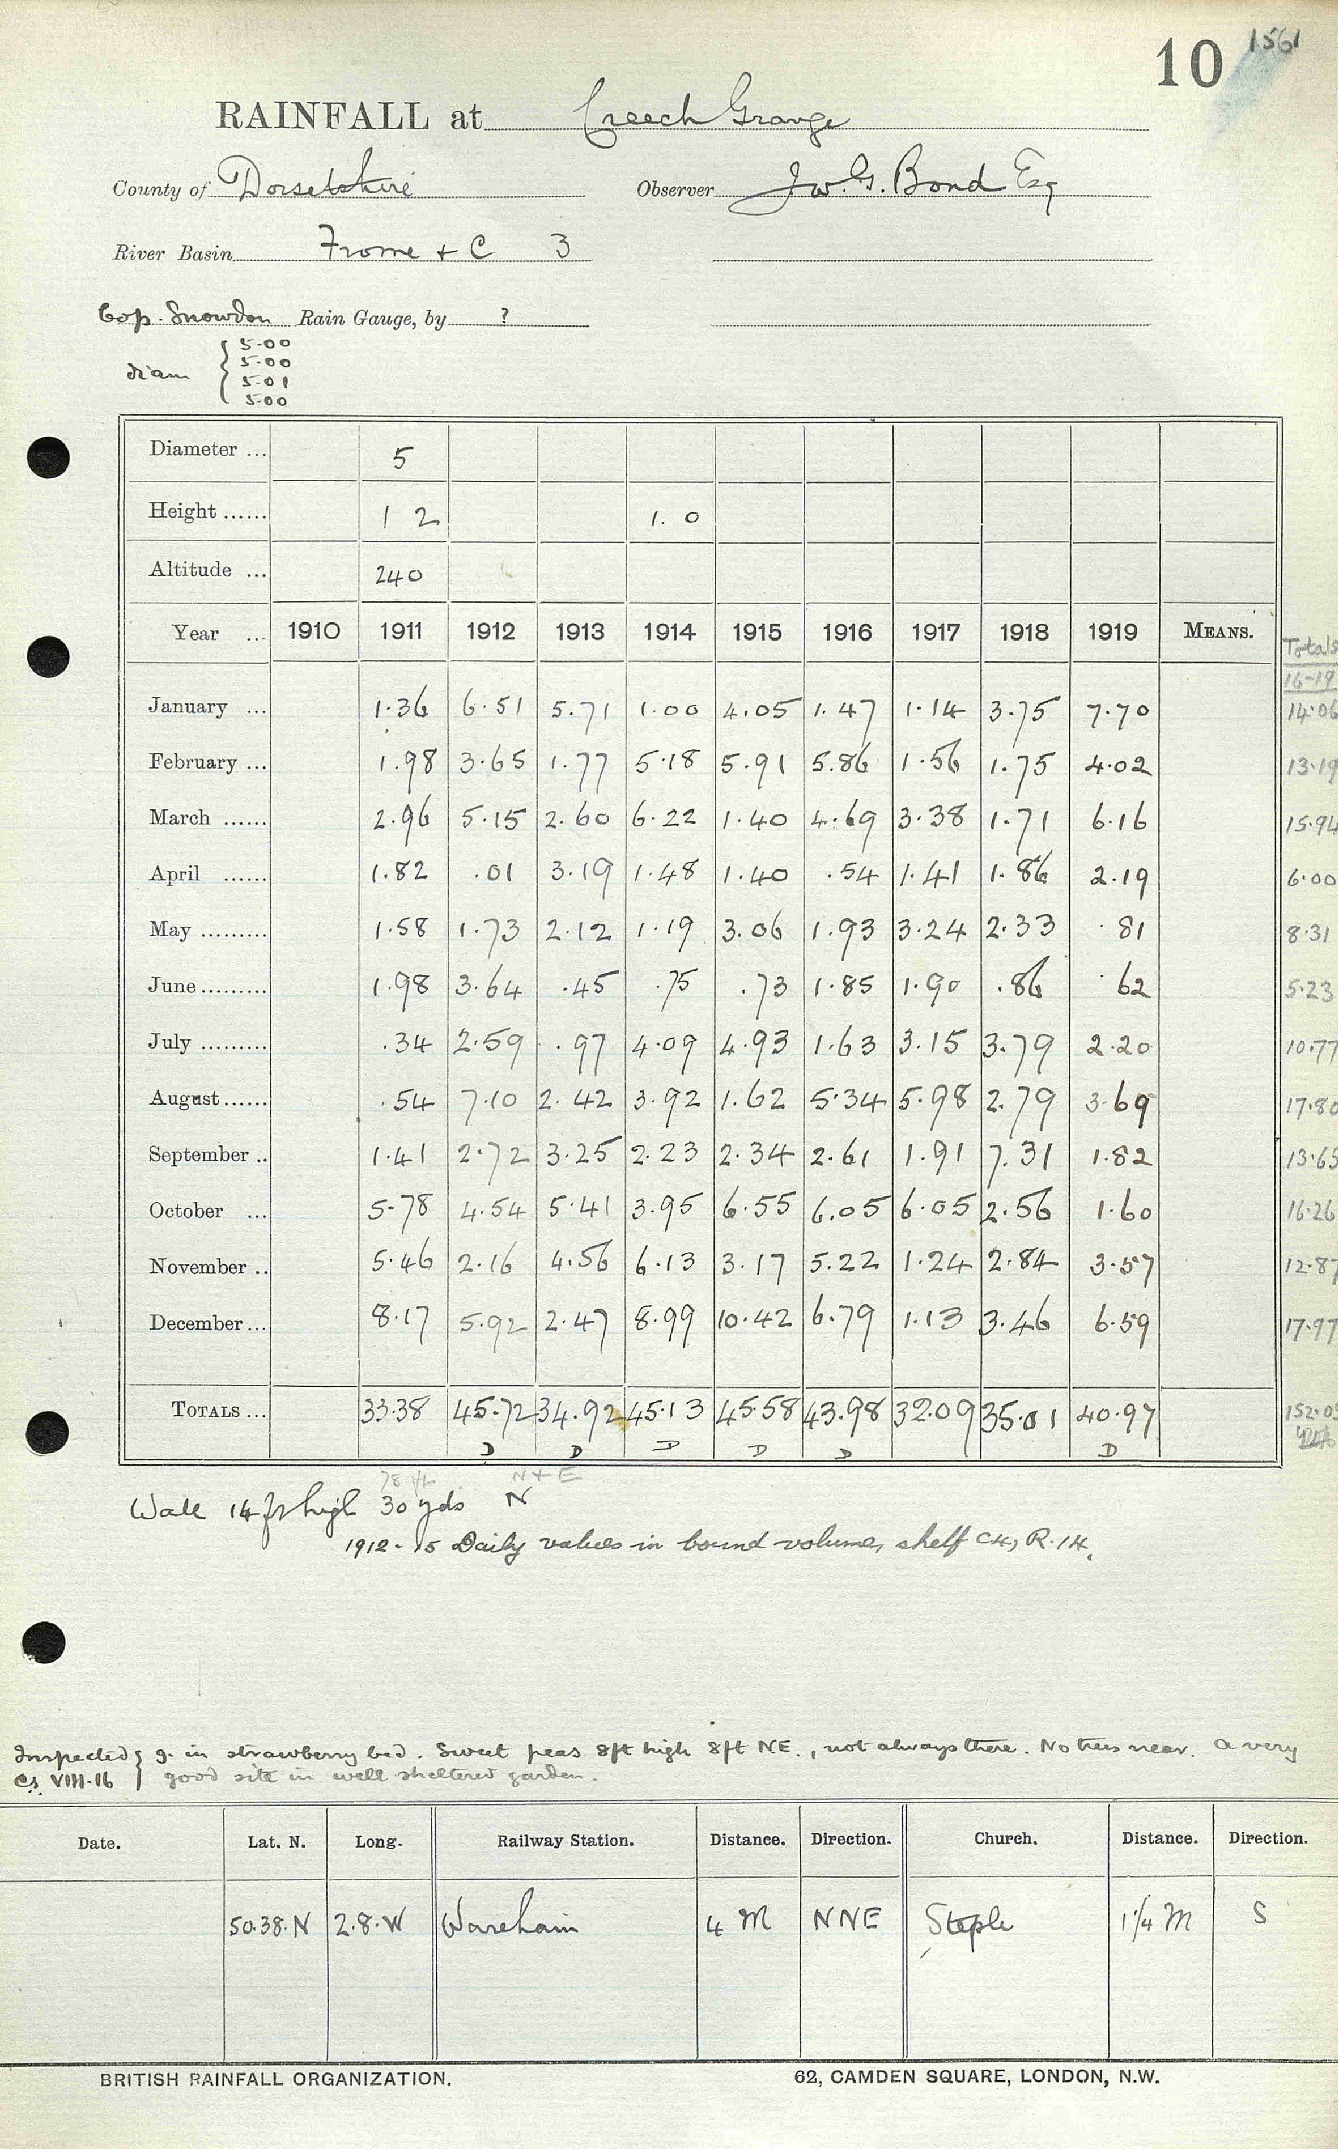 10 1561
RAINFALL at Creech Grange
County of Dorsetshire Observer J. W. G. Bond Esq
River Basin Frome + C 3
Cop. Snowdon Rain Gauge, by ?
diam { 5.00
5.00
5.01
5.00
Diameter ... 5
Height ...... 1 2 1. 0
Altitude ... 240
Year ... 1910 1911 1912 1913 1914 1915 1916 1917 1918 1919 MEANS. Totals
16-19
January ... 1.36 6.51 5.71 1.00 4.05 1.47 1.14 3.75 7.70 14.06
February ... 1.98 3.65 1.77 5.18 5.91 5.86 1.56 1.75 4.02 13.19
March ...... 2.96 5.15 2.60 6.22 1.40 4.69 3.38 1.71 6.16 15.94
April ...... 1.82 .01 3.19 1.48 1.40 .54 1.41 1.86 2.19 6.00
May ......... 1.58 1.73 2.12 1.19 3.06 1.93 3.24 2.33 .81 8.31
June ......... 1.98 3.64 .45 .75 .73 1.85 1.90 .86 .62 5.23
July ......... .34 2.59 .97 4.09 4.93 1.63 3.15 3.79 2.20 10.77
August ...... .54 7.10 2.42 3.92 1.62 5.34 5.98 2.79 3.69 17.80
September .. 1.41 2.72 3.25 2.23 2.34 2.61 1.91 7.31 1.82 13.65
October ... 5.78 4.54 5.41 3.95 6.55 6.05 6.05 2.56 1.60 16.26
November .. 5.46 2.16 4.56 6.13 3.17 5.22 1.24 2.84 3.57 12.87
December ... 8.17 5.92 2.47 8.99 10.42 6.79 1.13 3.46 6.59 17.97
TOTALS ... 33.38 45.72 34.92 45.13 45.58 43.98 32.09 35.01 40.97 152.05
D D D D D D
N + E
Wall 14 ft high 30 yds N
1912-15 Daily values in bound volume, shelf C4, R.14.
Inspected } g. in strawberry bed. Sweet peas 8ft high 8ft NE., not always there. No trees near. A very
Cs VIII-16 } good site in well sheltered garden.
Date. Lat. N. Long. Railway Station. Distance. Direction. Church. Distance. Direction.
50.38.N 2.8.W Wareham 4 M NNE Steple 1 1/4 M S
BRITISH RAINFALL ORGANIZATION. 62, CAMDEN SQUARE, LONDON, N.W.